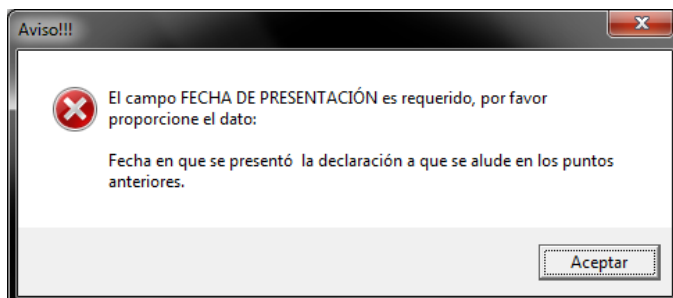 Aviso!!!
El campo FECHA DE PRESENTACIÓN es requerido, por favor
proporcione el dato:
Fecha en que se presentó  la declaración a que se alude en los puntos
anteriores.
Aceptar